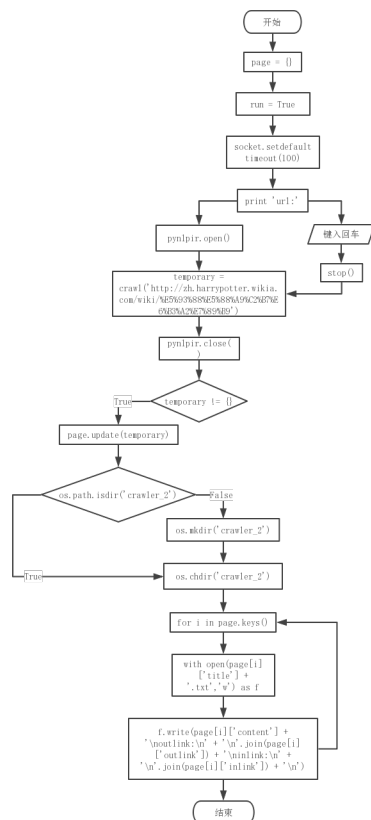 开始
page = {}
run = True
socket.setdefault
timeout(100)
print 'url:'
pynlpir.open()
键入回车
stop()
temporary =
crawl('http://zh.harrypotter.wikia.
com/wiki/%E5%93%88%E5%88%A9%C2%B7%E
6%B3%A2%E7%89%B9')
pynlpir.close(
)
temporary != {}
True
page.update(temporary)
os.path.isdir('crawler_2')
False
os.mkdir('crawler_2')
True
os.chdir('crawler_2')
for i in page.keys()
with open(page[i]
['title'] +
'.txt','w') as f
f.write(page[i]['content'] +
'\noutlink:\n' + '\n'.join(page[i]
['outlink']) + '\ninlink:\n' +
'\n'.join(page[i]['inlink']) + '\n')
结束